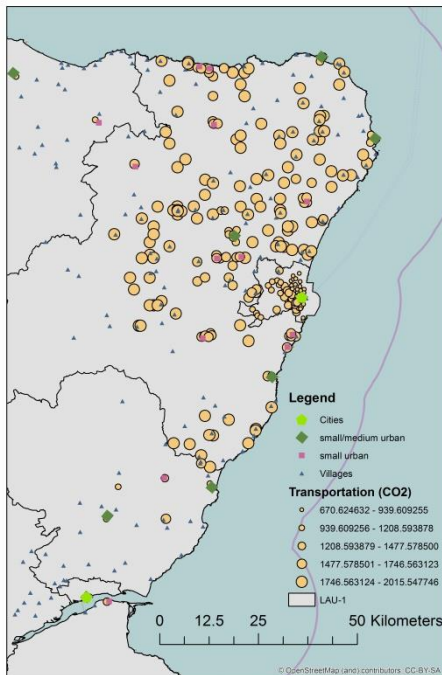 Legend
Cities
small/medium urban
small urban
Villages
Transportation (CO2)
670.624632 - 939.609255
939.609256 - 1208.593878
1208.593879 - 1477.578500
1477.578501 - 1746.563123
1746.563124 - 2015.547746
LAU-1
0 12.5 25 50 Kilometers
© OpenStreetMap (and) contributors, CC-BY-SA